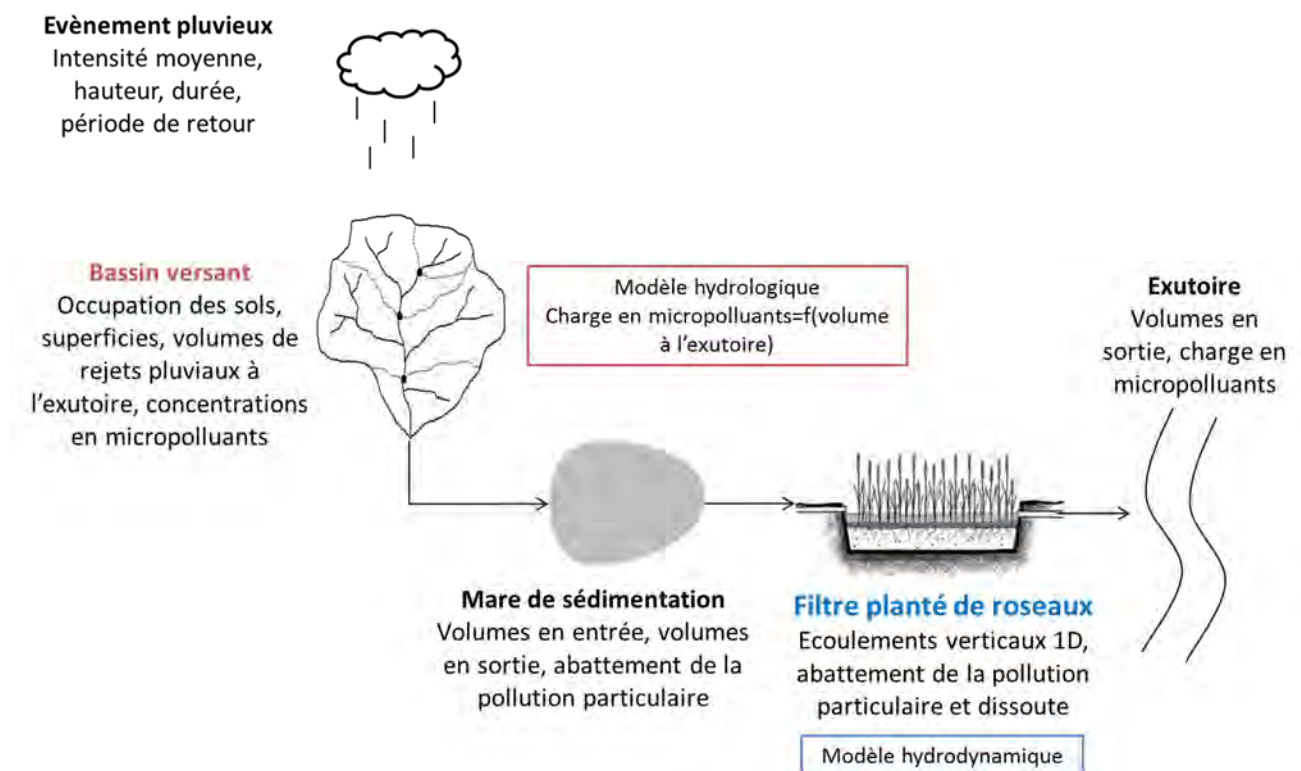 Evènement pluvieux
Intensité moyenne,
hauteur, durée,
période de retour
Bassin versant
Occupation des sols,
superficies, volumes de
rejets pluviaux à
l'exutoire, concentrations
en micropolluants
Modèle hydrologique
Charge en micropolluants=f(volume
à l'exutoire)
Exutoire
Volumes en
sortie, charge en
micropolluants
Mare de sédimentation
Volumes en entrée, volumes
en sortie, abattement de la
pollution particulaire
Filtre planté de roseaux
Ecoulements verticaux 1D,
abattement de la pollution
particulaire et dissoute
Modèle hydrodynamique